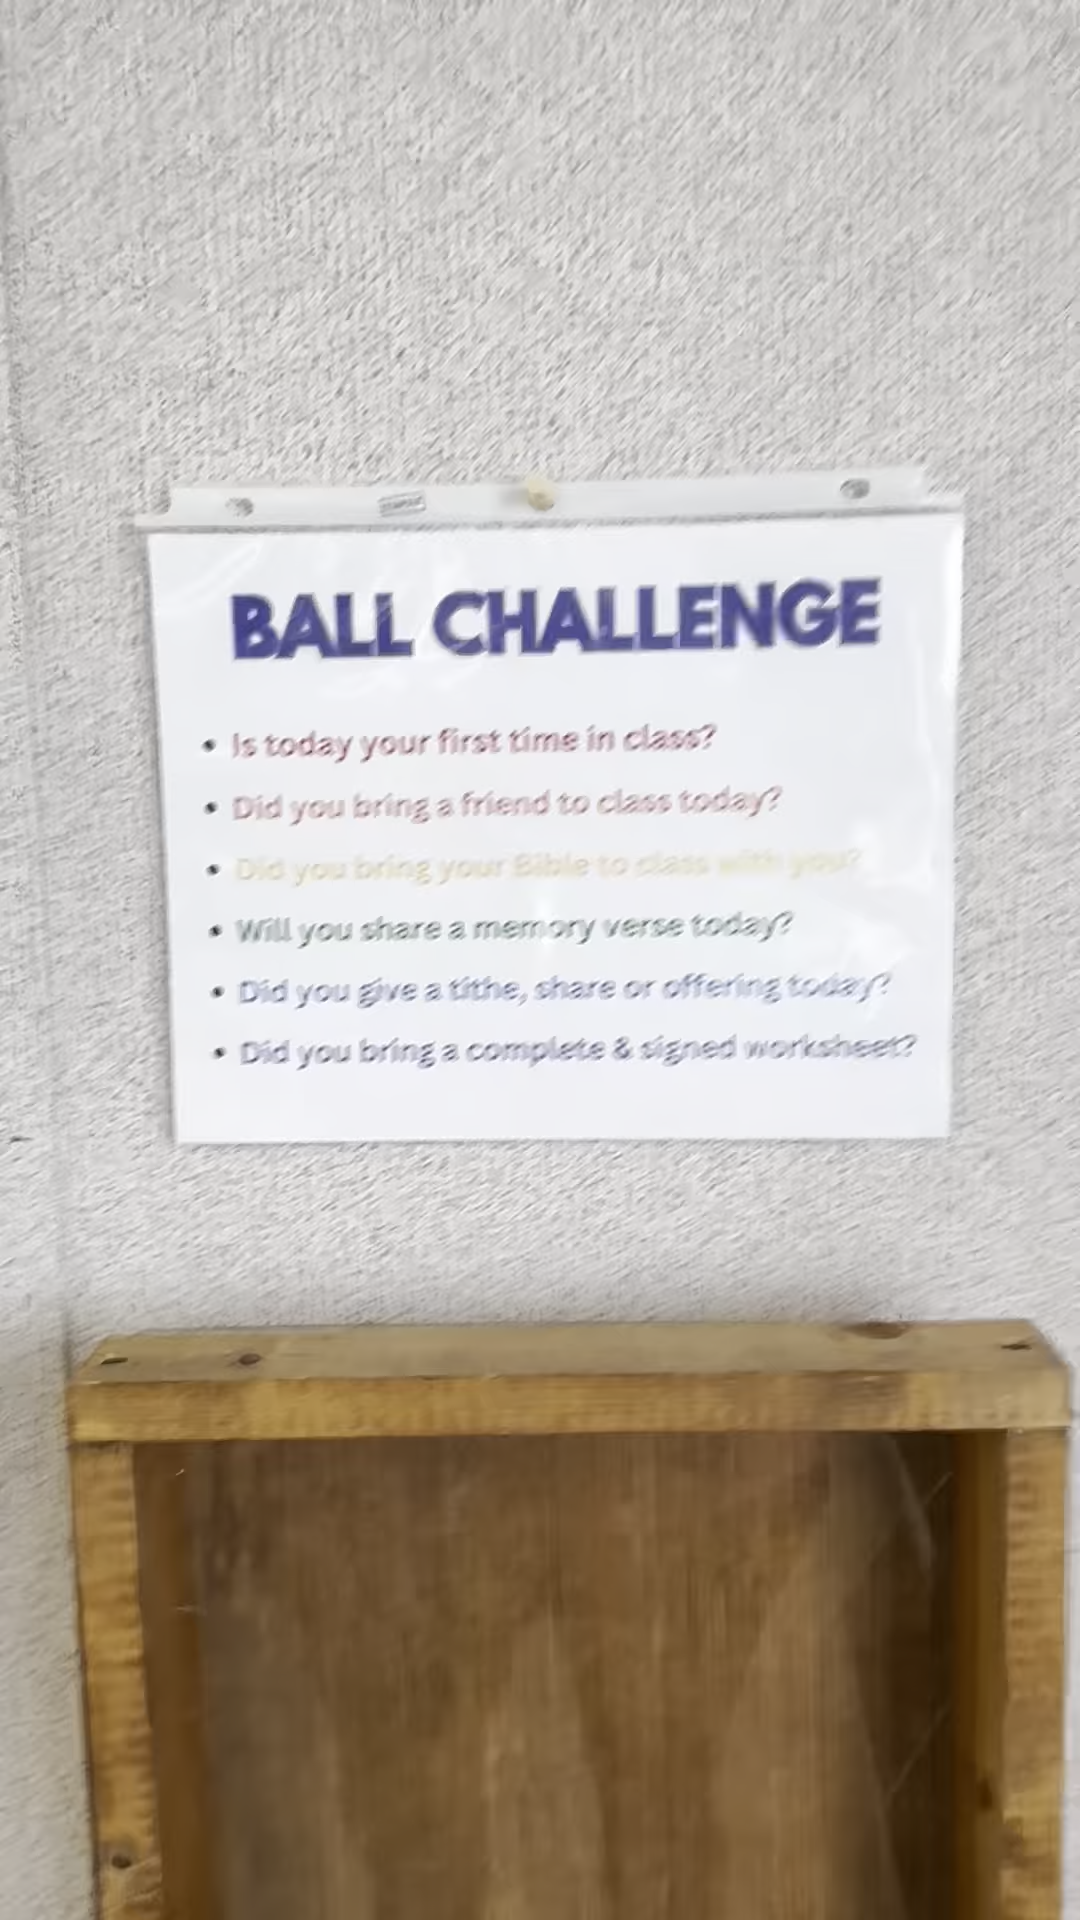 BALL CHALLENGE
• Is today your first time in class?
• Did you bring a friend to class today?
• Did you bring your Bible to class with you?
• Will you share a memory verse today?
• Did you give a tithe, share or offering today?
• Did you bring a complete & signed worksheet?